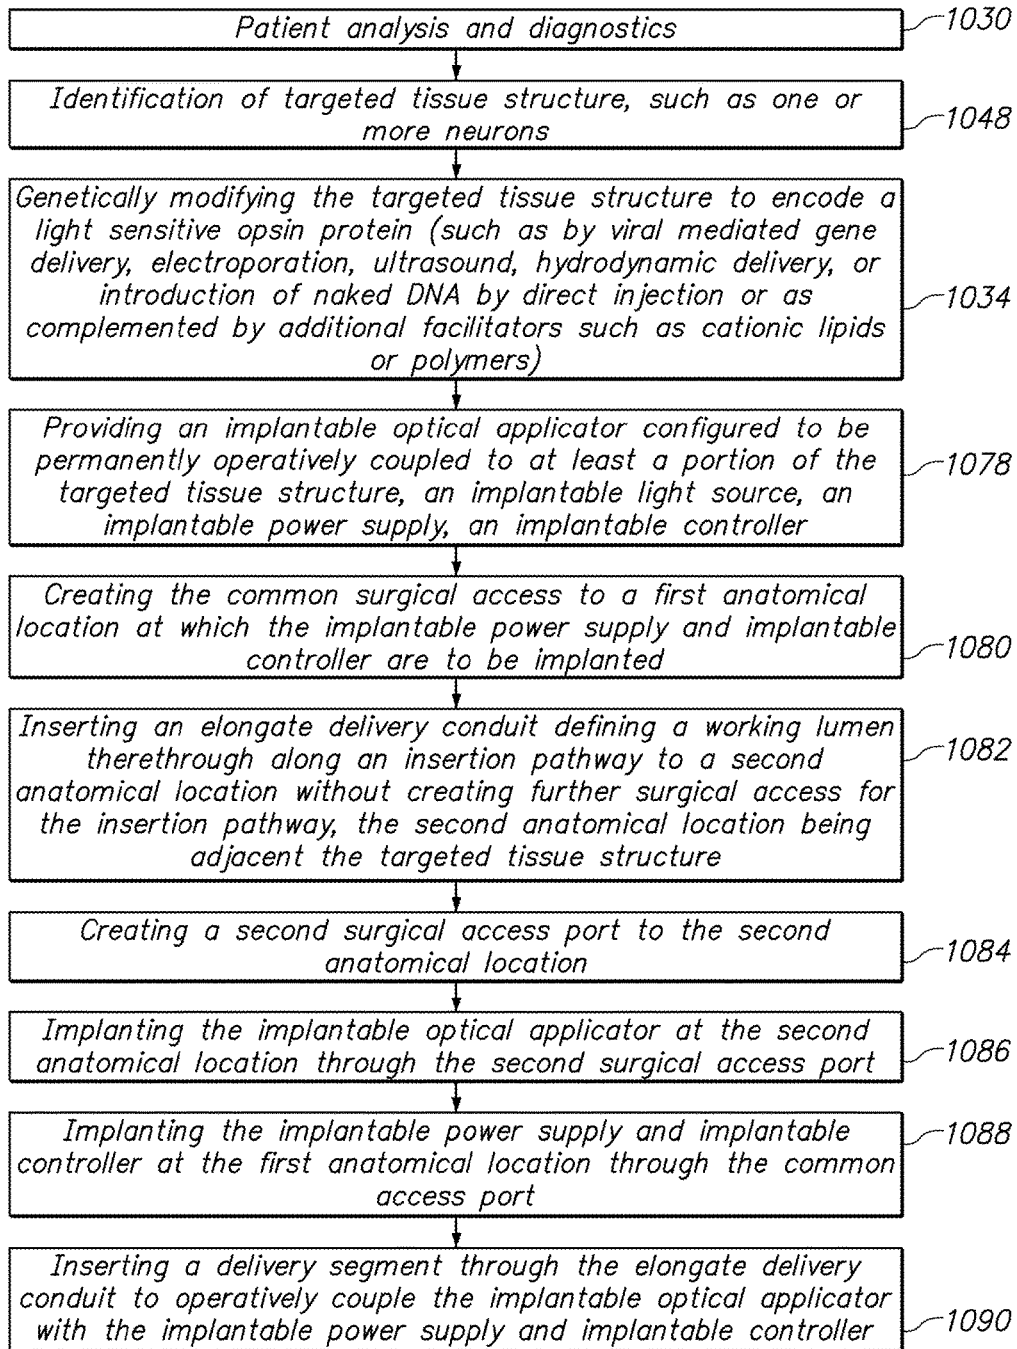 Patient analysis and diagnostics
1030
Identification of targeted tissue structure, such as one or
more neurons
1048
Genetically modifying the targeted tissue structure to encode a
light sensitive opsin protein (such as by viral mediated gene
delivery, electroporation, ultrasound, hydrodynamic delivery, or
introduction of naked DNA by direct injection or as
complemented by additional facilitators such as cationic lipids
or polymers)
1034
Providing an implantable optical applicator configured to be
permanently operatively coupled to at least a portion of the
targeted tissue structure, an implantable light source, an
implantable power supply, an implantable controller
1078
Creating the common surgical access to a first anatomical
location at which the implantable power supply and implantable
controller are to be implanted
1080
Inserting an elongate delivery conduit defining a working lumen
therethrough along an insertion pathway to a second
anatomical location without creating further surgical access for
the insertion pathway, the second anatomical location being
adjacent the targeted tissue structure
1082
Creating a second surgical access port to the second
anatomical location
1084
Implanting the implantable optical applicator at the second
anatomical location through the second surgical access port
1086
Implanting the implantable power supply and implantable
controller at the first anatomical location through the common
access port
1088
Inserting a delivery segment through the elongate delivery
conduit to operatively couple the implantable optical applicator
with the implantable power supply and implantable controller
1090